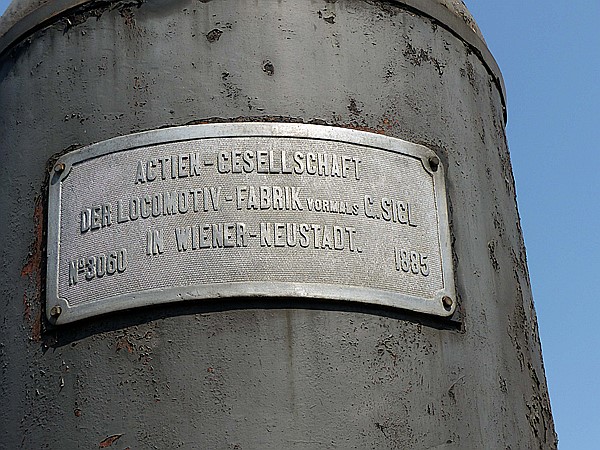 ACTIEN-GESELLSCHAFT
DER LOCOMOTIV-FABRIK VORMALS G. SIGL
IN WIENER-NEUSTADT.
No 3060 1885